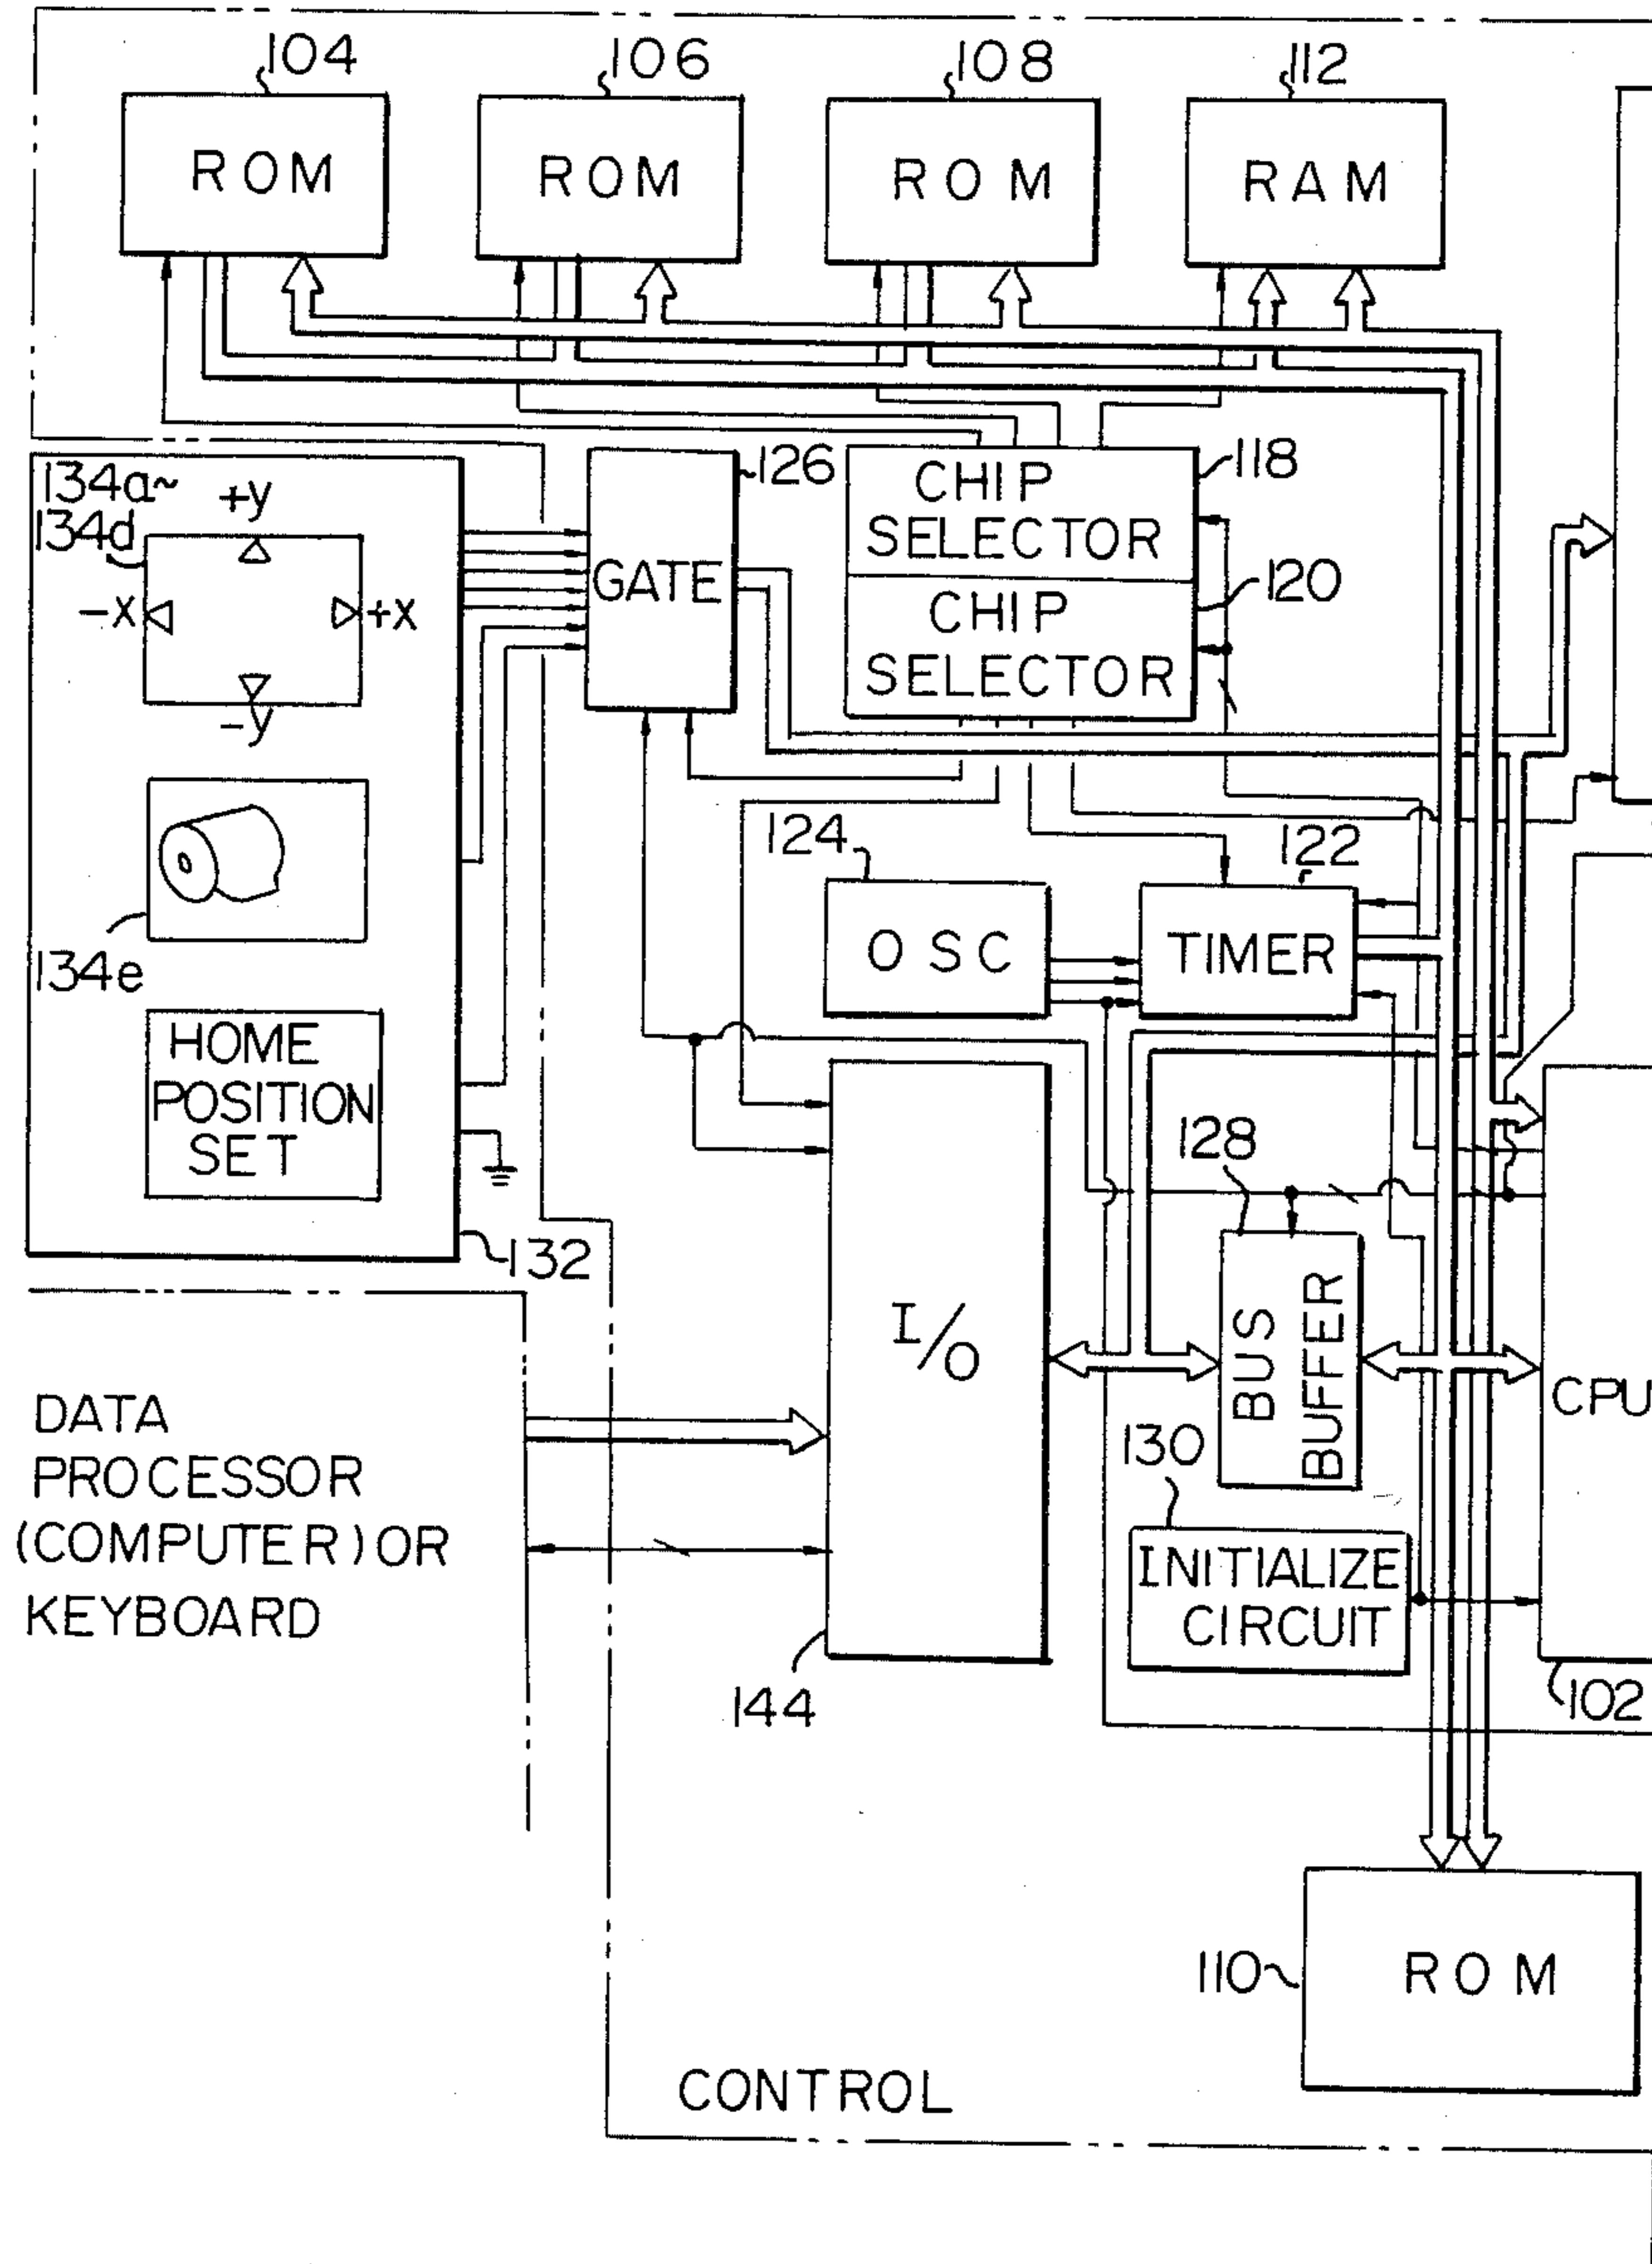 104
106
108
112
ROM
ROM
ROM
RAM
134a~
134d
+y
-x
+x
-y
126
GATE
118
CHIP
SELECTOR
120
CHIP
SELECTOR
134e
124
OSC
122
TIMER
HOME
POSITION
SET
132
128
BUS
BUFFER
I/O
CPU
DATA
PROCESSOR
(COMPUTER) OR
KEYBOARD
130
INITIALIZE
CIRCUIT
144
102
110
ROM
CONTROL